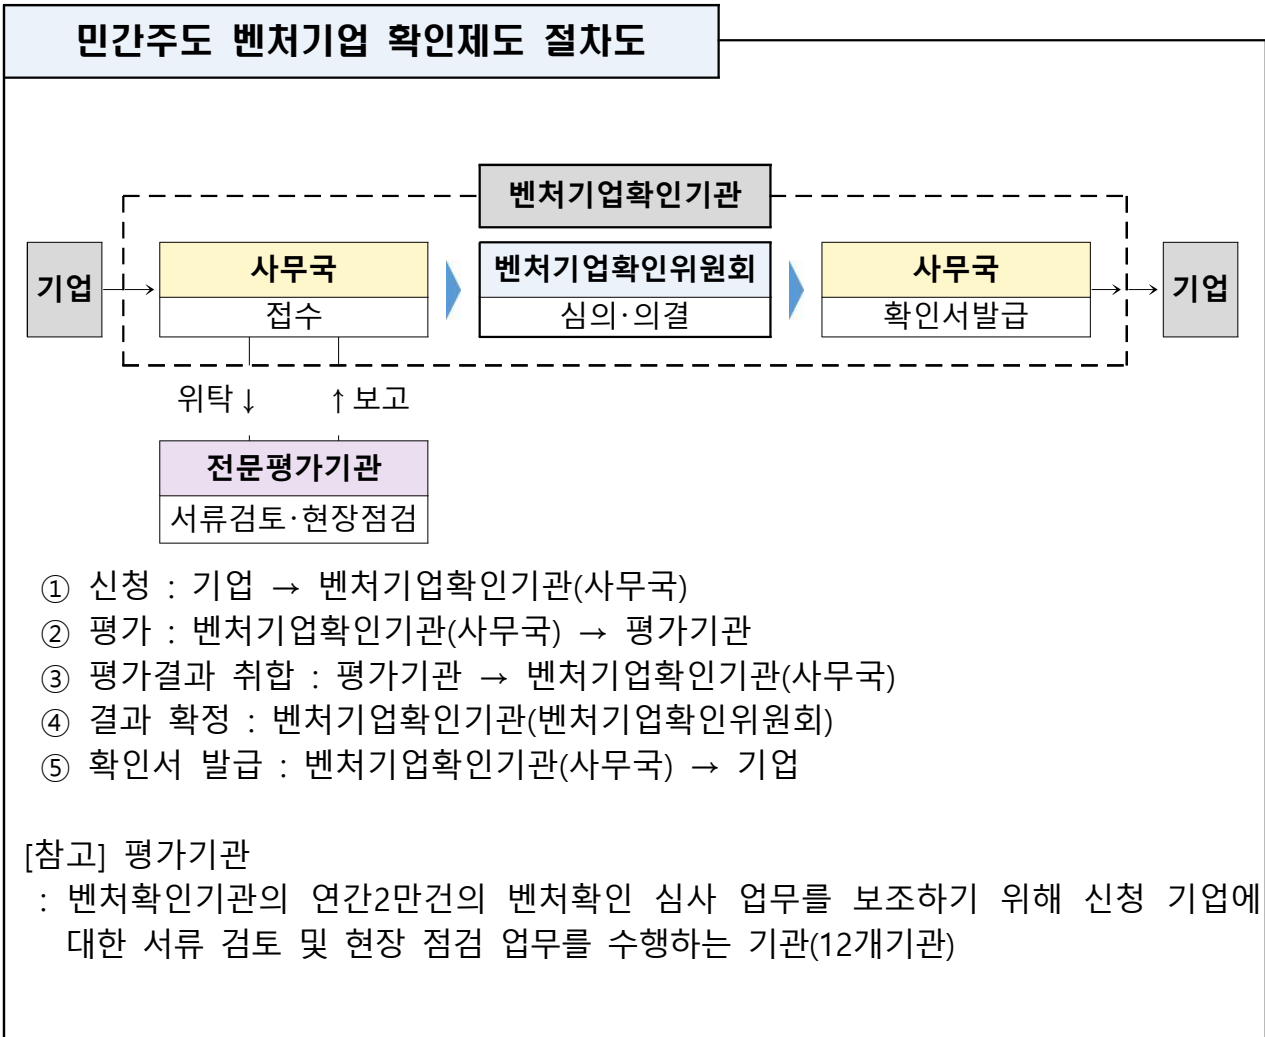 민간주도 벤처기업 확인제도 절차도
벤처기업확인기관
기업
사무국
접수
벤처기업확인위원회
심의·의결
사무국
확인서발급
기업
위탁↓ ↑보고
전문평가기관
서류검토·현장점검
① 신청 : 기업 → 벤처기업확인기관(사무국)
② 평가 : 벤처기업확인기관(사무국) → 평가기관
③ 평가결과 취합 : 평가기관 → 벤처기업확인기관(사무국)
④ 결과 확정 : 벤처기업확인기관(벤처기업확인위원회)
⑤ 확인서 발급 : 벤처기업확인기관(사무국) → 기업
[참고] 평가기관
: 벤처확인기관의 연간2만건의 벤처확인 심사 업무를 보조하기 위해 신청 기업에
대한 서류 검토 및 현장 점검 업무를 수행하는 기관(12개기관)